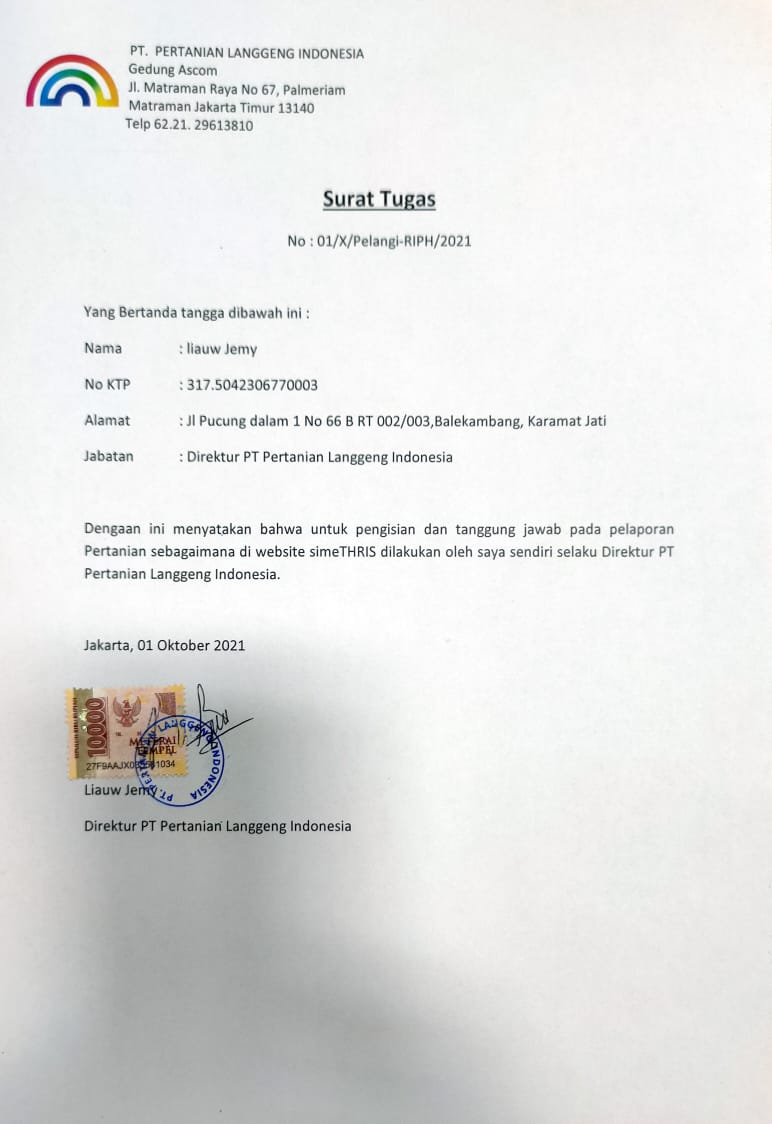 PT. PERTANIAN LANGGENG INDONESIA
Gedung Ascom
Jl. Matraman Raya No 67, Palmeriam
Matraman Jakarta Timur 13140
Telp 62.21. 29613810
Surat Tugas
No : 01/X/Pelangi-RIPH/2021
Yang Bertanda tangga dibawah ini :
Nama : liauw Jemy
No KTP : 317.5042306770003
Alamat : Jl Pucung dalam 1 No 66 B RT 002/003,Balekambang, Karamat Jati
Jabatan : Direktur PT Pertanian Langgeng Indonesia
Dengaan ini menyatakan bahwa untuk pengisian dan tanggung jawab pada pelaporan
Pertanian sebagaimana di website simeTHRIS dilakukan oleh saya sendiri selaku Direktur PT
Pertanian Langgeng Indonesia.
Jakarta, 01 Oktober 2021
10000
METERAI
TEMPEL
PT. PERTANIAN LANGGENG INDONESIA
Liauw Jemy
Direktur PT Pertanian Langgeng Indonesia